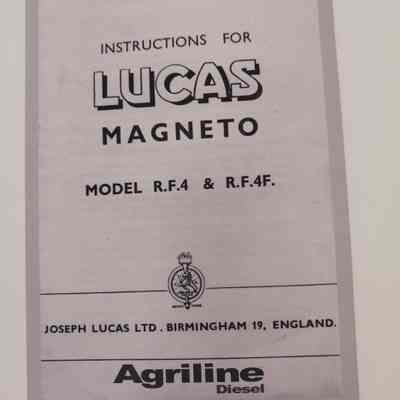 INSTRUCTIONS FOR
LUCAS
MAGNETO
MODEL R.F.4 & R.F.4F.
JOSEPH LUCAS LTD. BIRMINGHAM 19, ENGLAND.
Agriline
Diesel